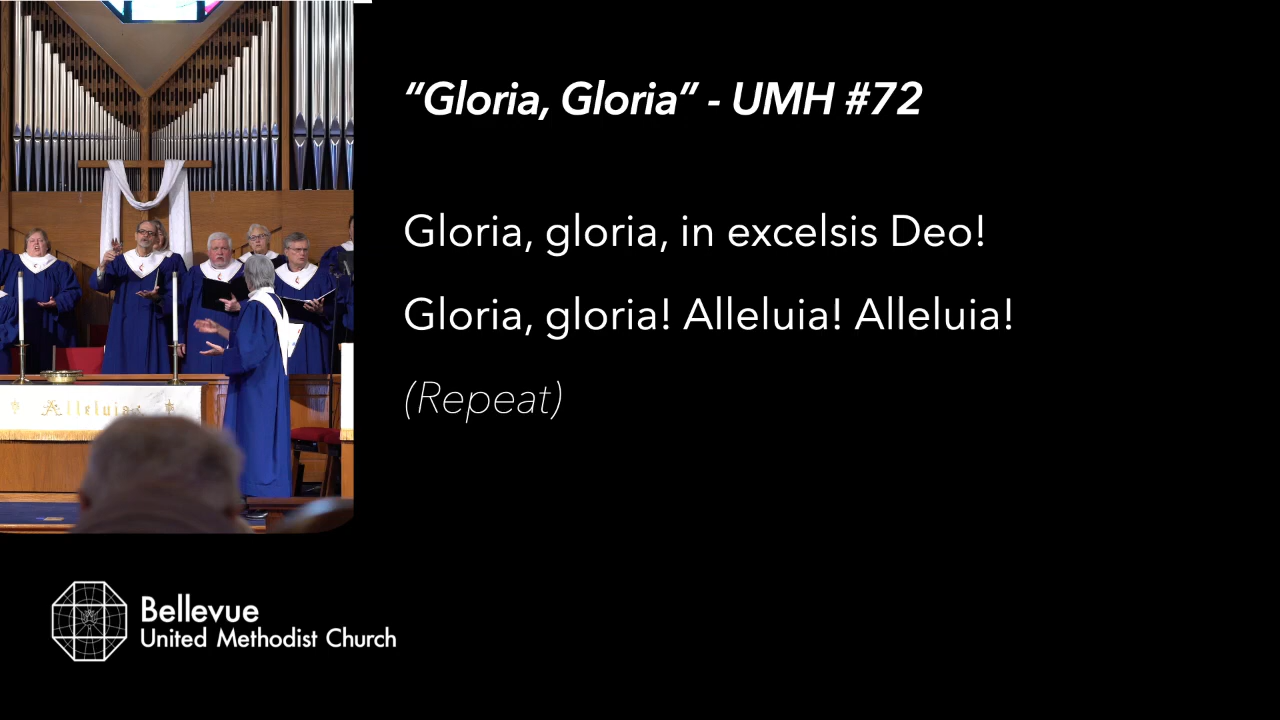 "Gloria, Gloria" - UMH #72
Gloria, gloria, in excelsis Deo!
Gloria, gloria! Alleluia! Alleluia!
(Repeat)
Alleluia
Bellevue
United Methodist Church